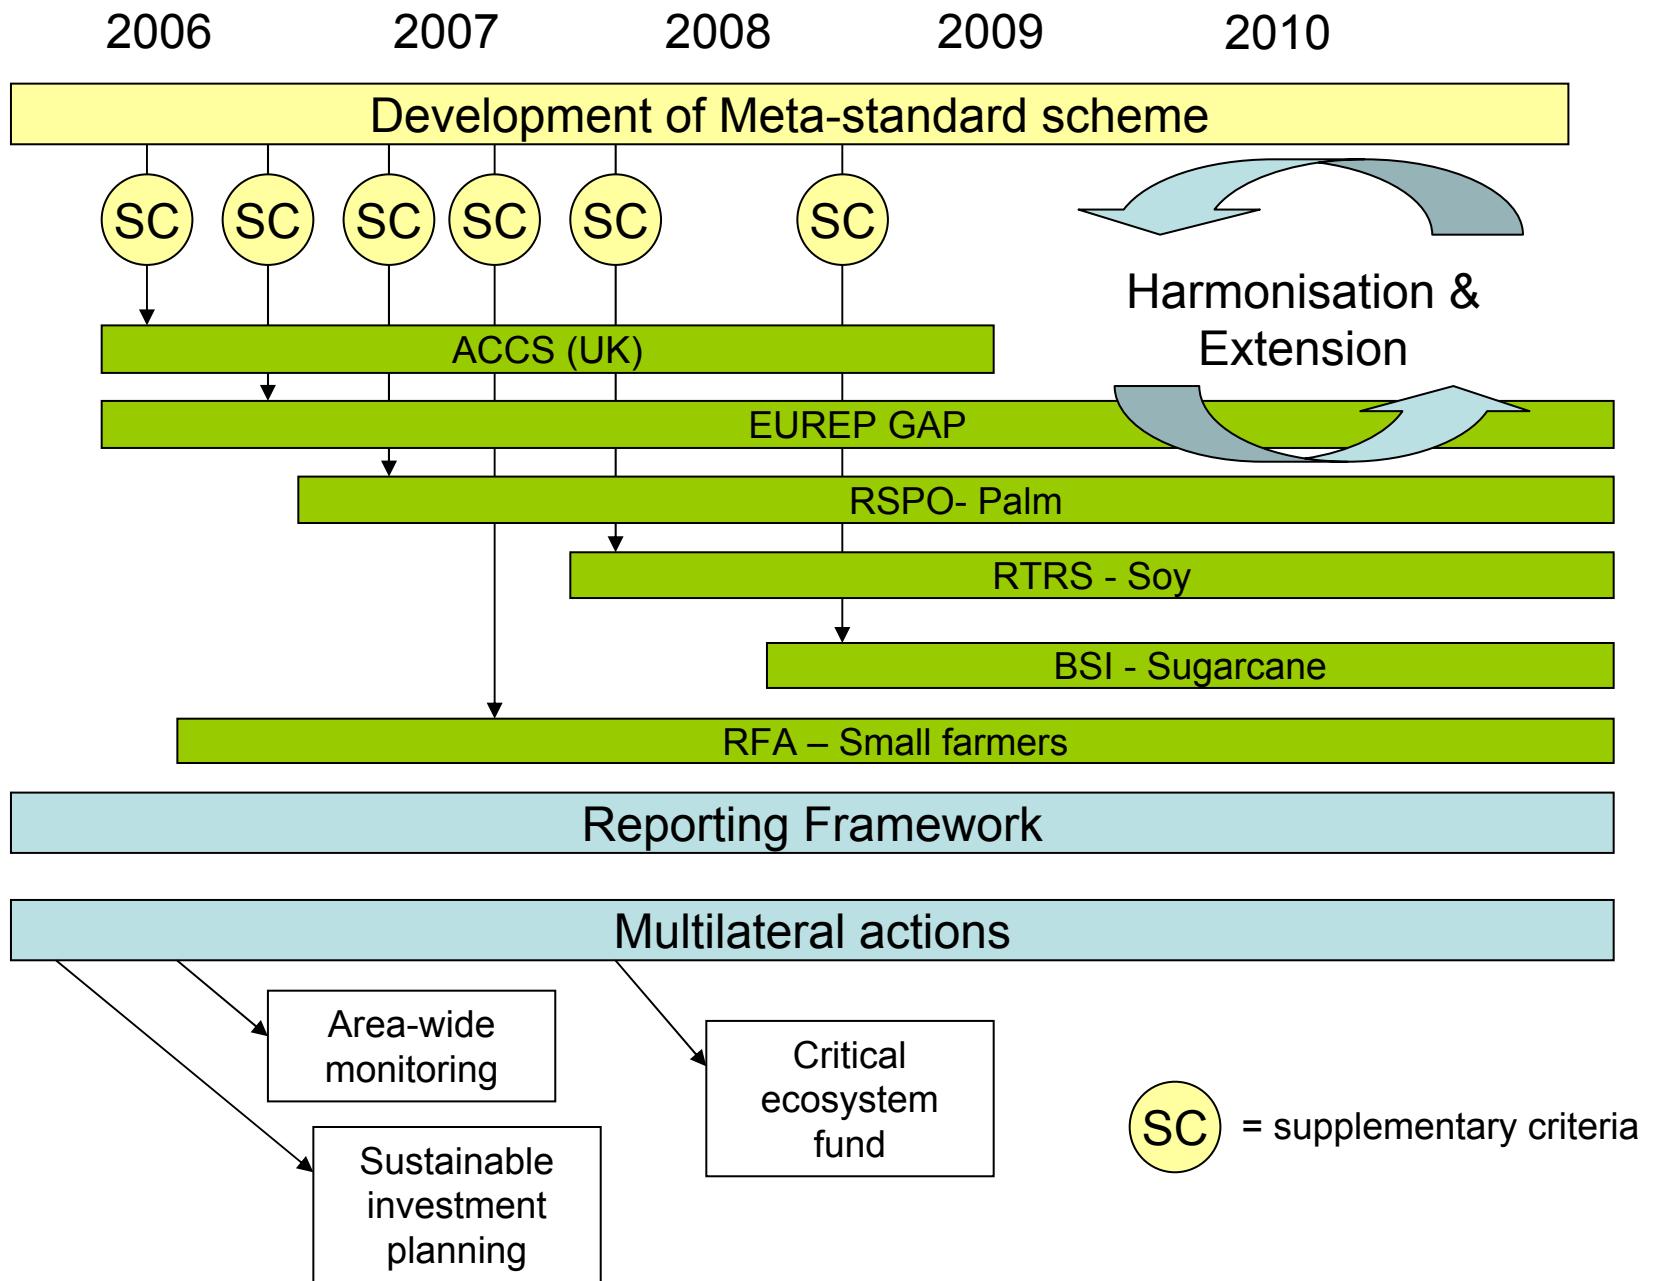 2006 2007 2008 2009 2010
Development of Meta-standard scheme
SC SC SC SC SC SC
Harmonisation &
Extension
ACCS (UK)
EUREP GAP
RSPO- Palm
RTRS - Soy
BSI - Sugarcane
RFA – Small farmers
Reporting Framework
Multilateral actions
Area-wide
monitoring
Sustainable
investment
planning
Critical
ecosystem
fund
SC = supplementary criteria